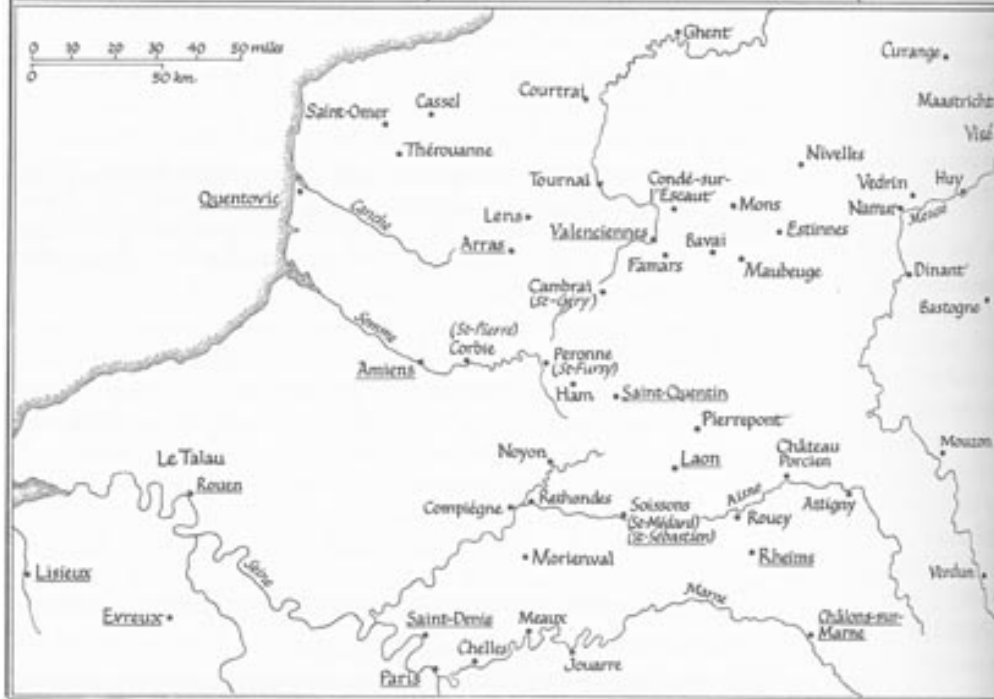 0 10 20 30 40 50 miles
0 50 km.
Ghent
Curange
Courtrai
Cassel
Saint-Omer
Maastricht
Visé
Thérouanne
Nivelles
Quentovic
Tournai
Condé-sur-
l'Escaut
Vedrin
Huy
Canche
Lens
Mons
Namur
Meuse
Arras
Valenciennes
Estinnes
Bavai
Famars
Maubeuge
Dinant
Cambrai
(St-Géry)
Bastogne
Somme
(St-Pierre)
Corbie
Peronne
(St-Fursy)
Amiens
Ham
Saint-Quentin
Pierrepont
Noyon
Château
Porcien
Mouzon
Le Talau
Laon
Rouen
Rethondes
Aisne
Attigny
Compiégne
Soissons
(St-Médard)
(St-Sébastien)
Roucy
Morienval
Rheims
Seine
Lisieux
Verdun
Marne
Evreux
Saint-Denis
Meaux
Châlons-sur-
Marne
Chelles
Jouarre
Paris